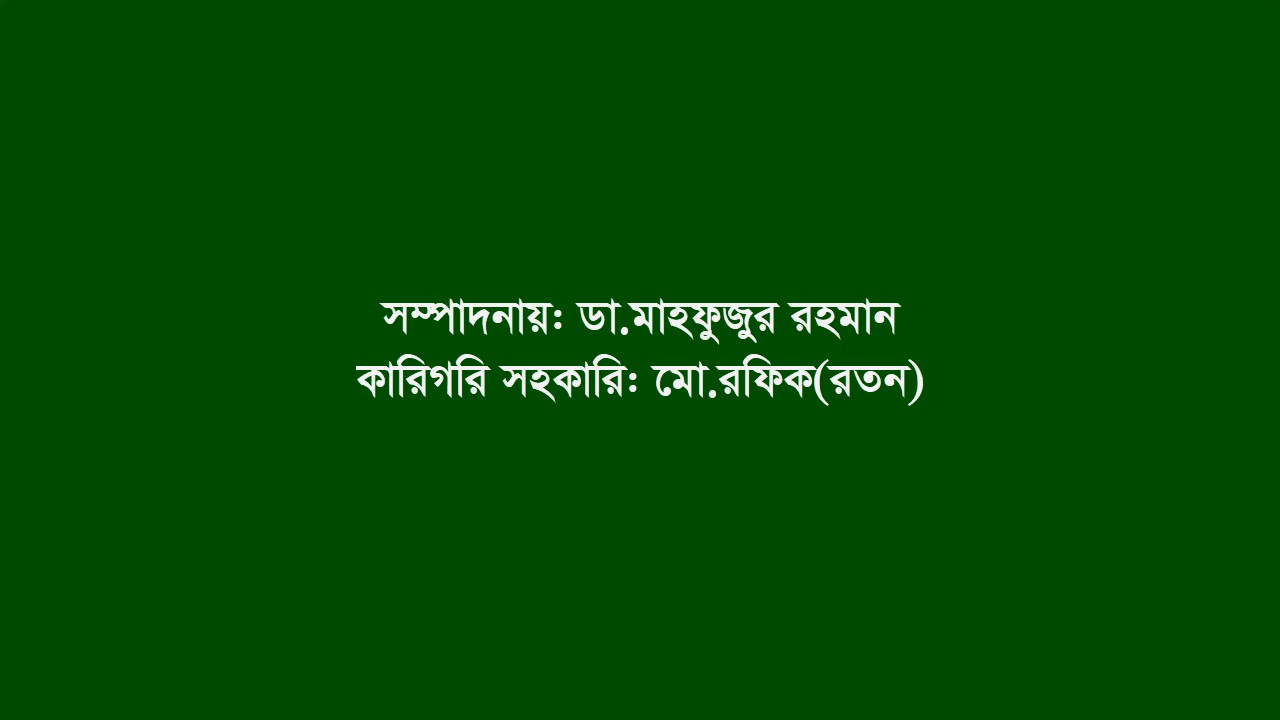 সম্পাদনায়: ডা.মাহফুজুর রহমান
কারিগরি সহকারি: মো.রফিক(রতন)